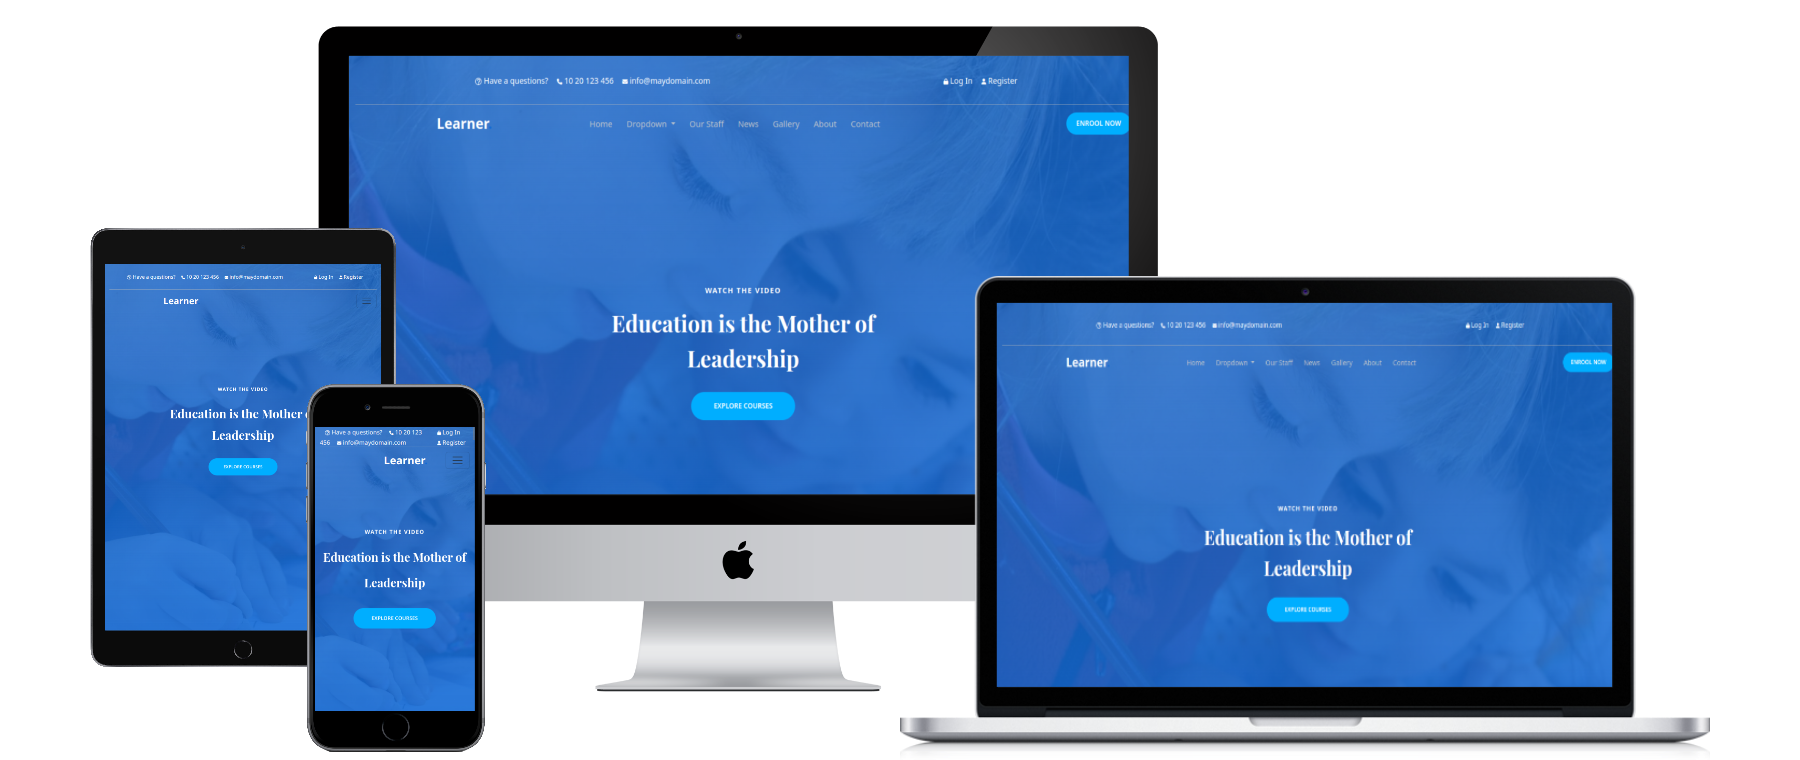 Have a questions? 10 20 123 456 info@maydomain.com Log In Register
Learner Home Dropdown Our Staff News Gallery About Contact ENROOL NOW
WATCH THE VIDEO
Education is the Mother of
Leadership
EXPLORE COURSES
Have a questions? 10 20 123 456 info@maydomain.com Log In Register
Learner
WATCH THE VIDEO
Education is the Mother
Leadership
EXPLORE COURSES
Have a questions? 10 20 123 Log In
456 info@maydomain.com Register
Learner
WATCH THE VIDEO
Education is the Mother of
Leadership
EXPLORE COURSES
Have a questions? 10 20 123 456 info@maydomain.com Log In Register
Learner Home Dropdown Our Staff News Gallery About Contact ENROOL NOW
WATCH THE VIDEO
Education is the Mother of
Leadership
EXPLORE COURSES